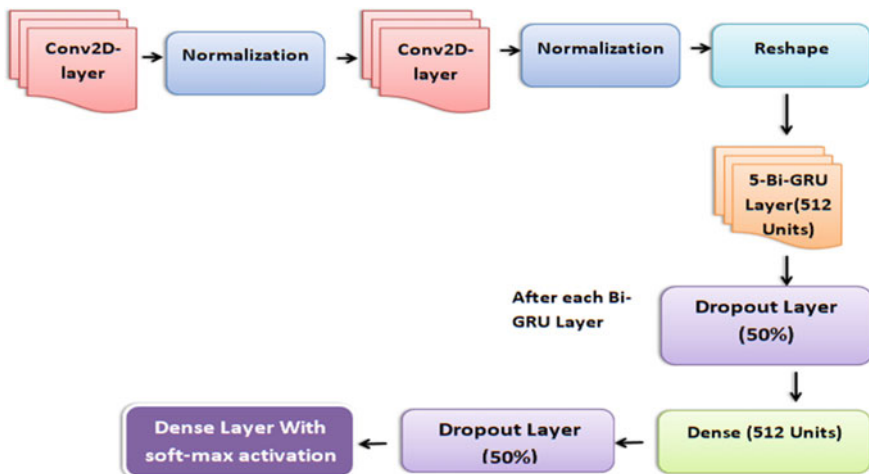 Conv2D-
layer
Normalization
Conv2D-
layer
Normalization
Reshape
5-Bi-GRU
Layer(512
Units)
After each Bi-
GRU Layer
Dropout Layer
(50%)
Dense (512 Units)
Dropout Layer
(50%)
Dense Layer With
soft-max activation